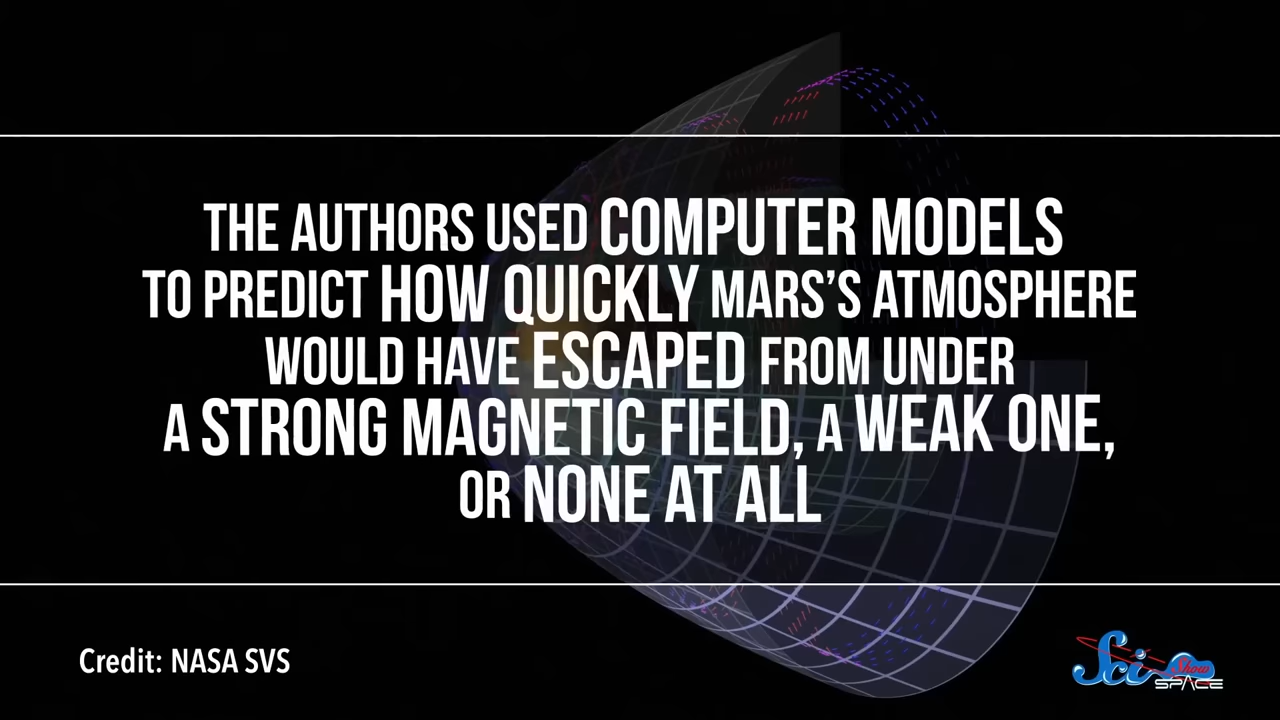 THE AUTHORS USED COMPUTER MODELS
TO PREDICT HOW QUICKLY MARS'S ATMOSPHERE
WOULD HAVE ESCAPED FROM UNDER
A STRONG MAGNETIC FIELD, A WEAK ONE,
OR NONE AT ALL
Credit: NASA SVS
Sci Show
SPACE